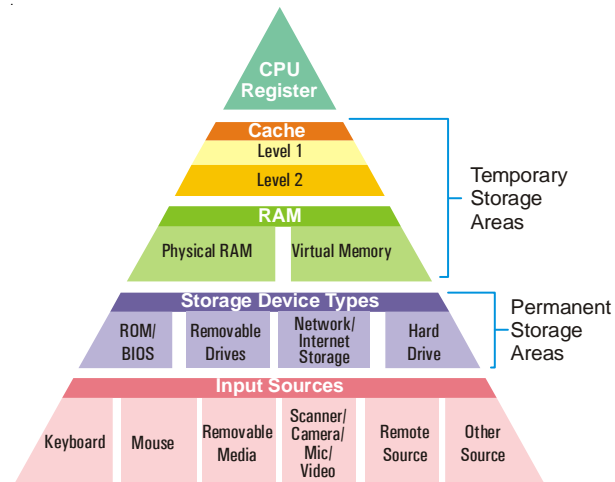 CPU
Register
Cache
Level 1
Level 2
RAM
Physical RAM
Virtual Memory
Temporary
Storage
Areas
Storage Device Types
ROM/
BIOS
Removable
Drives
Network/
Internet
Storage
Hard
Drive
Permanent
Storage
Areas
Input Sources
Keyboard
Mouse
Removable
Media
Scanner/
Camera/
Mic/
Video
Remote
Source
Other
Source